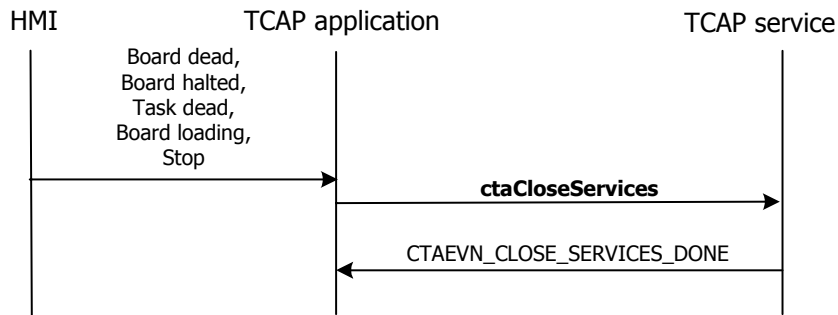 HMI
TCAP application
TCAP service
Board dead,
Board halted,
Task dead,
Board loading,
Stop
ctaCloseServices
CTAEVN_CLOSE_SERVICES_DONE